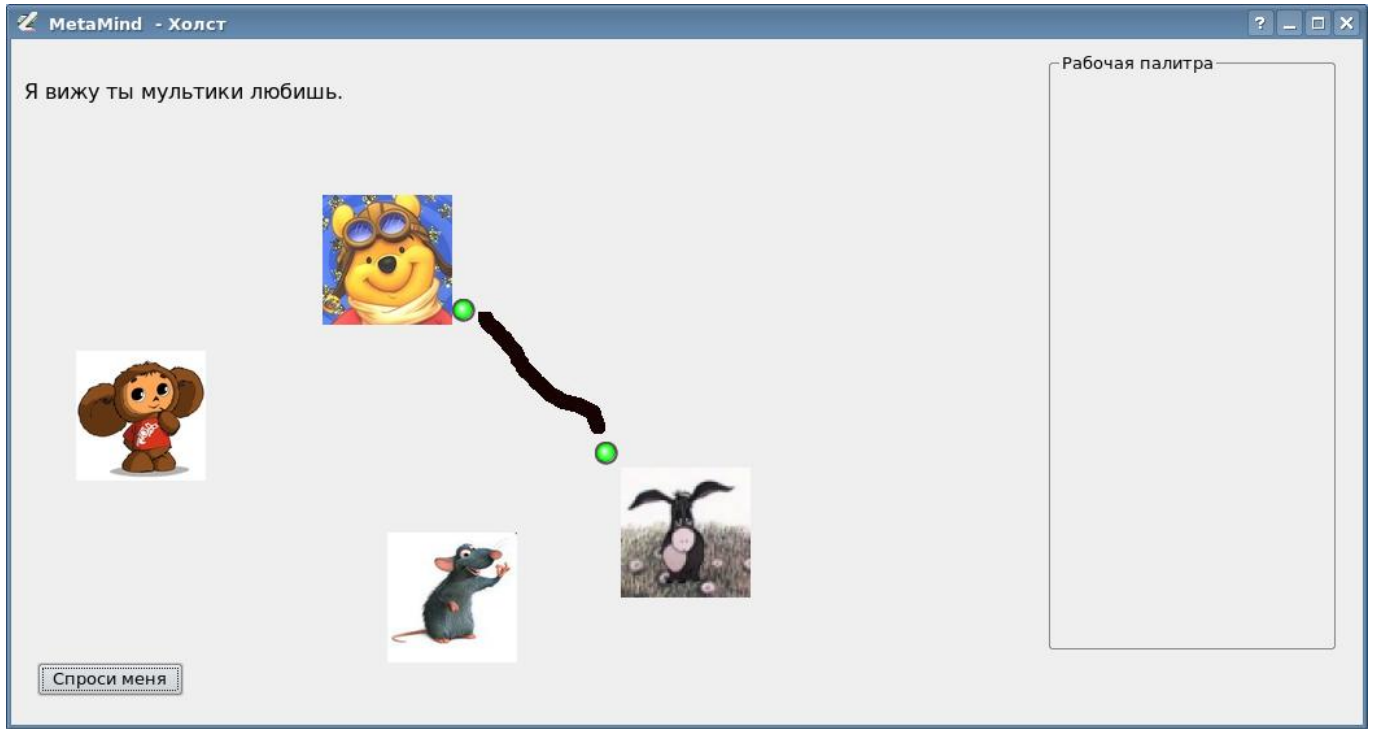 MetaMind - Холст
Рабочая палитра
Я вижу ты мультики любишь.
Спроси меня